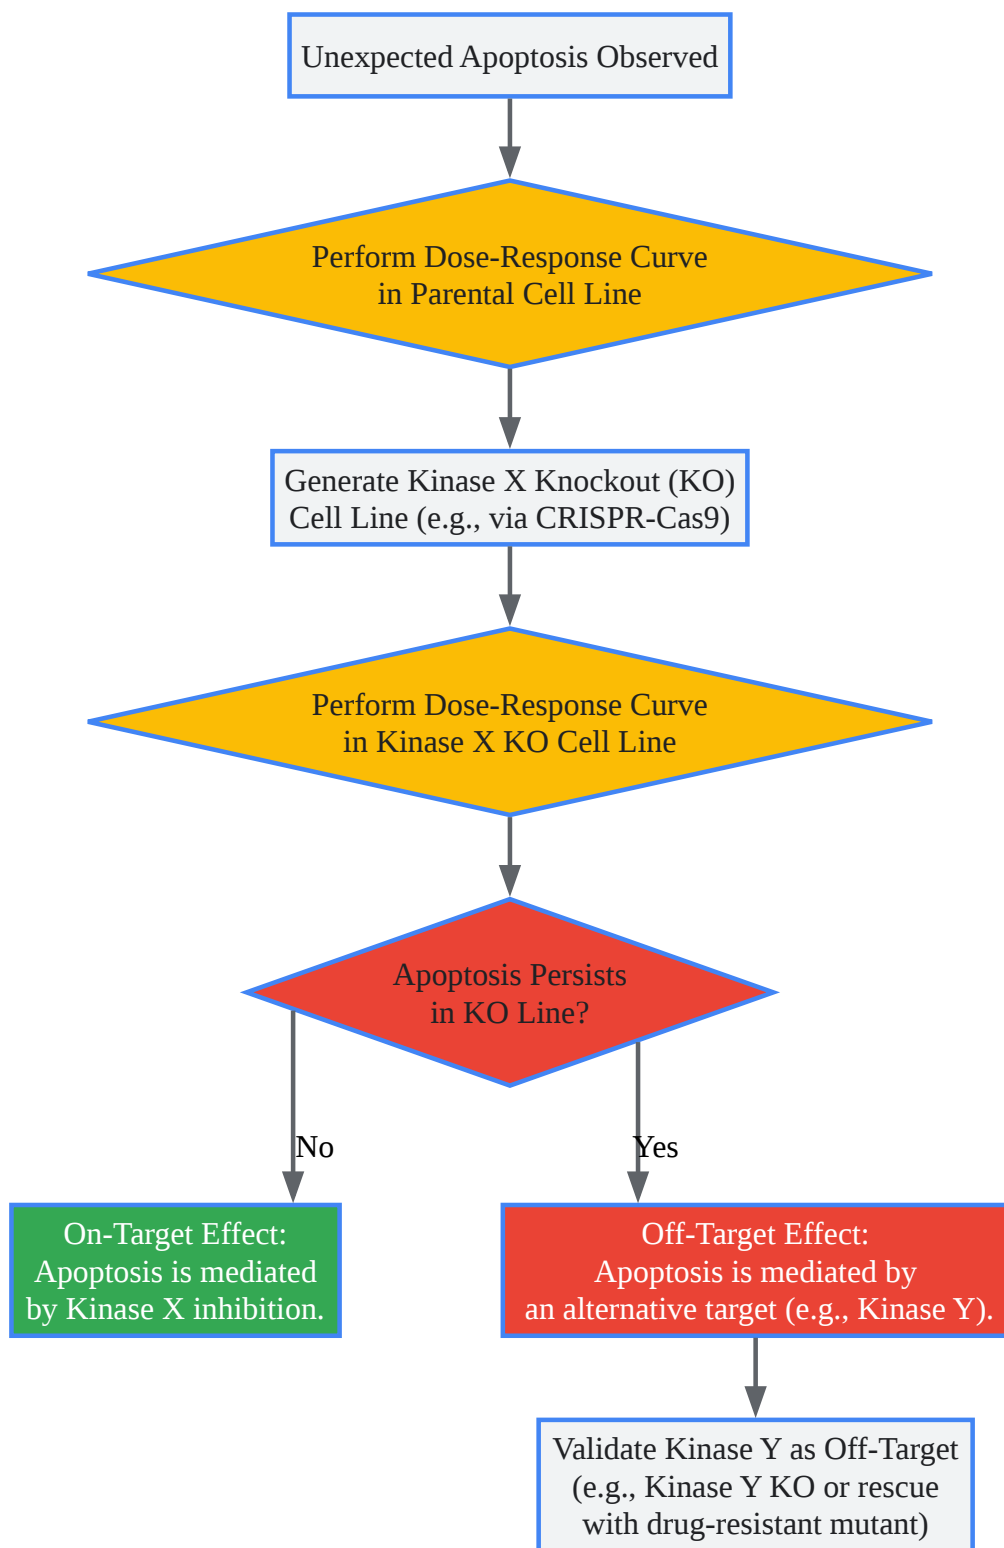 Unexpected Apoptosis Observed
Perform Dose-Response Curve
in Parental Cell Line
Generate Kinase X Knockout (KO)
Cell Line (e.g., via CRISPR-Cas9)
Perform Dose-Response Curve
in Kinase X KO Cell Line
Apoptosis Persists
in KO Line?
No
Yes
On-Target Effect:
Apoptosis is mediated
by Kinase X inhibition.
Off-Target Effect:
Apoptosis is mediated by
an alternative target (e.g., Kinase Y).
Validate Kinase Y as Off-Target
(e.g., Kinase Y KO or rescue
with drug-resistant mutant)